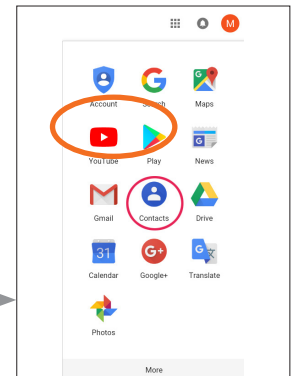 M
Account Search Maps
YouTube Play News
Gmail Contacts Drive
31 G+
Calendar Google+ Translate
Photos
More